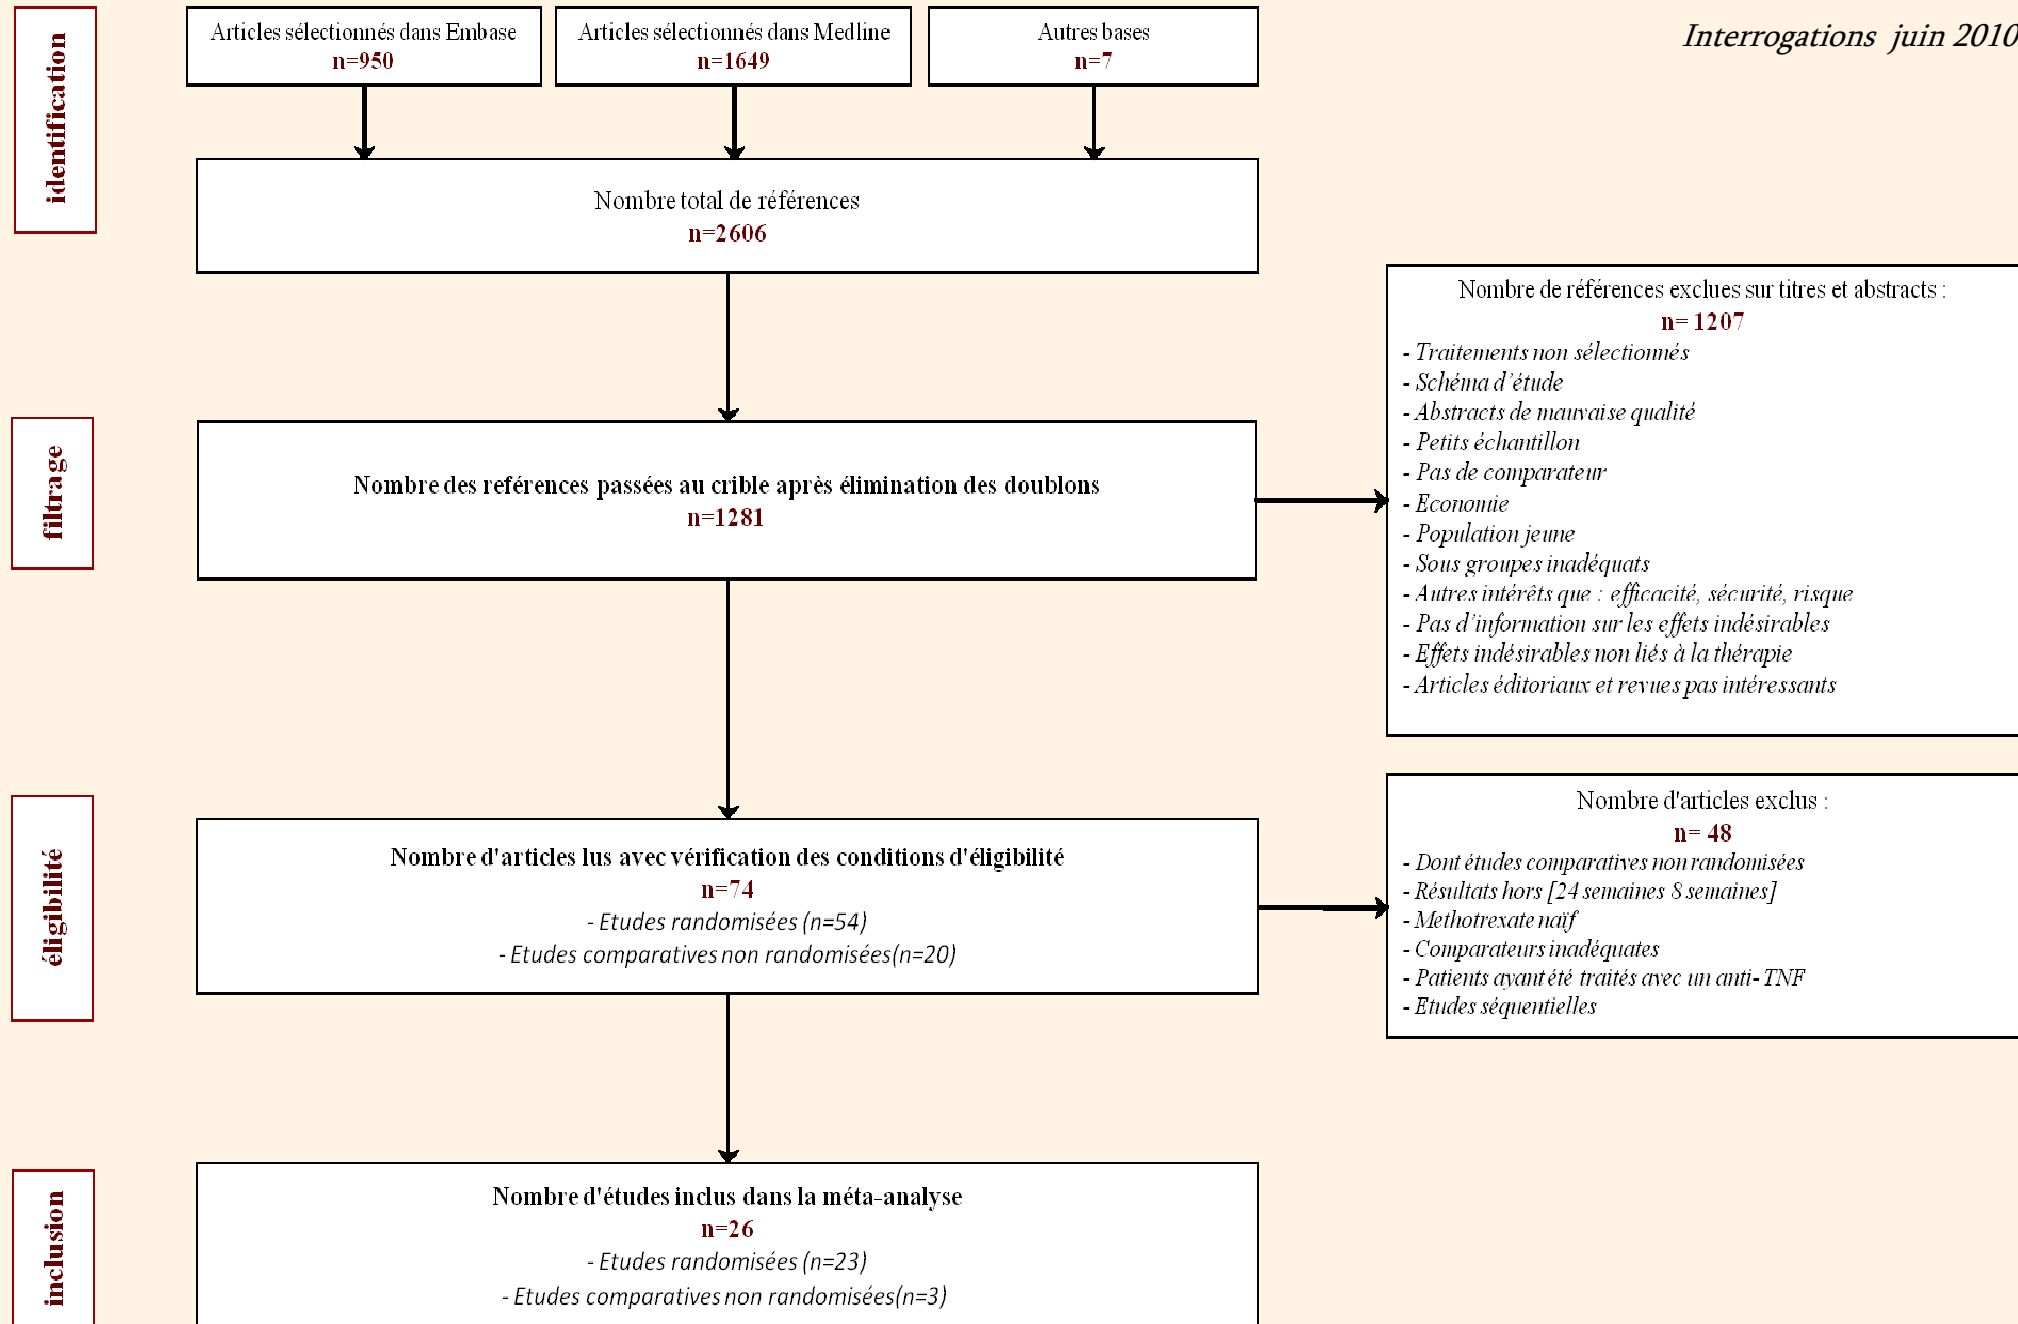 Interrogations juin 2010
identification
Articles sélectionnés dans Embase
n=950
Articles sélectionnés dans Medline
n=1649
Autres bases
n=7
Nombre total de références
n=2606
filtrage
Nombre des reférences passées au crible après élimination des doublons
n=1281
Nombre de références exclues sur titres et abstracts :
n= 1207
- Traitements non sélectionnés
- Schéma d'étude
- Abstracts de mauvaise qualité
- Petits échantillon
- Pas de comparateur
- Economie
- Population jeune
- Sous groupes inadéquats
- Autres intérêts que : efficacité, sécurité, risque
- Pas d'information sur les effets indésirables
- Effets indésirables non liés à la thérapie
- Articles éditoriaux et revues pas intéressants
éligibilité
Nombre d'articles lus avec vérification des conditions d'éligibilité
n=74
- Etudes randomisées (n=54)
- Etudes comparatives non randomisées(n=20)
Nombre d'articles exclus :
n= 48
- Dont études comparatives non randomisées
- Résultats hors [24 semaines 8 semaines]
- Methotrexate naïf
- Comparateurs inadéquates
- Patients ayant été traités avec un anti-TNF
- Etudes séquentielles
inclusion
Nombre d'études inclus dans la méta-analyse
n=26
- Etudes randomisées (n=23)
- Etudes comparatives non randomisées(n=3)